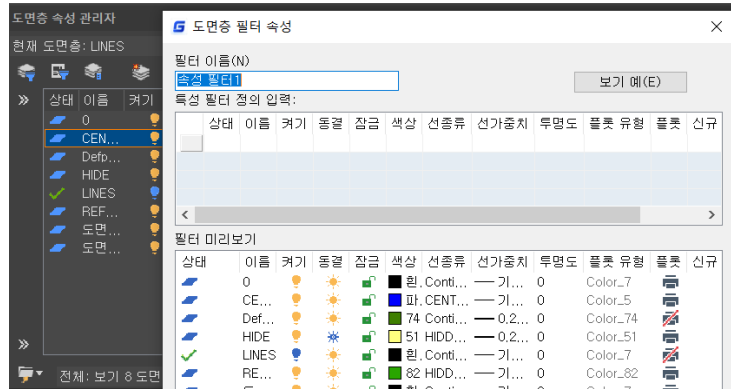 도면층 속성 관리자
현재 도면층: LINES
상태 이름 켜기
0
CEN...
Defp...
HIDE
LINES
REF...
도면...
도면...
전체: 보기 8 도면
도면층 필터 속성
필터 이름(N)
속성 필터1
보기 예(E)
특성 필터 정의 입력:
상태 이름 켜기 동결 잠금 색상 선종류 선가중치 투명도 플롯 유형 플롯 신규
필터 미리보기
상태 이름 켜기 동결 잠금 색상 선종류 선가중치 투명도 플롯 유형 플롯 신규
0 흰. Conti... 기... 0 Color_7
CE... 파. CENT... 기... 0 Color_5
Def... 74 Conti... 0,2... 0 Color_74
HIDE 51 HIDD... 0,2... 0 Color_51
LINES 흰. Conti... 기... 0 Color_7
RE... 82 HIDD... 기... 0 Color_82